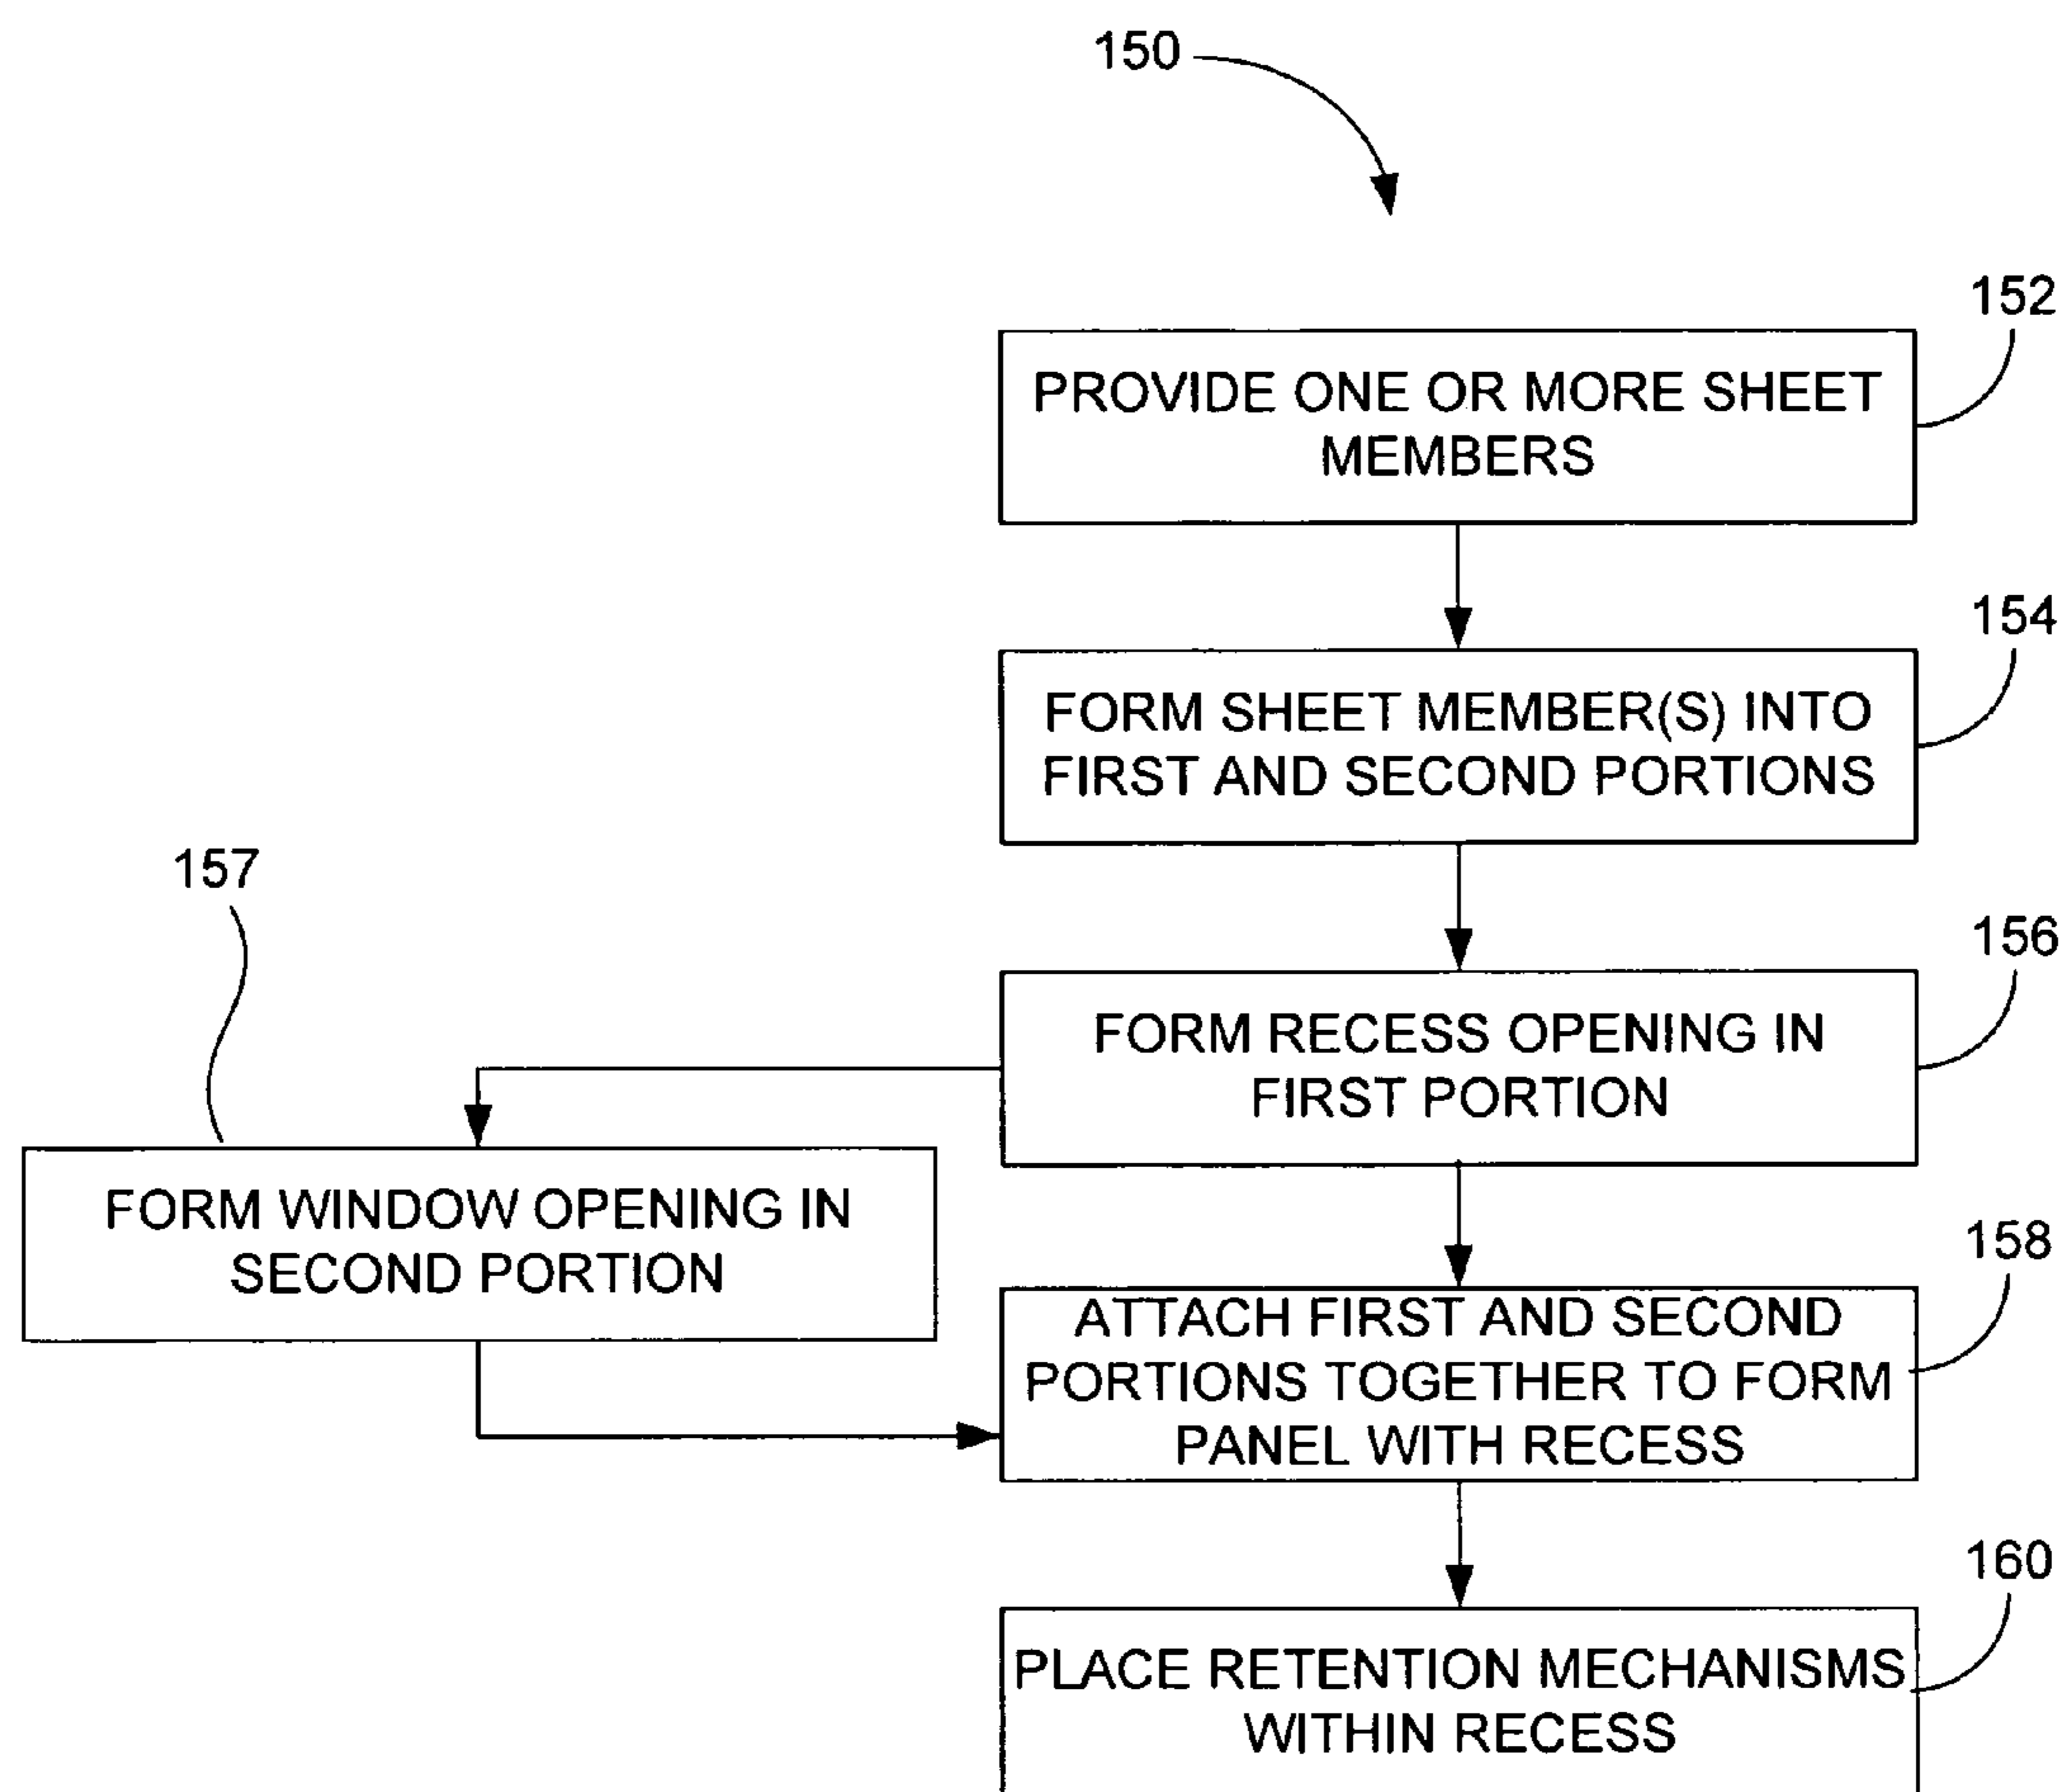 150
152
PROVIDE ONE OR MORE SHEET
MEMBERS
154
FORM SHEET MEMBER(S) INTO
FIRST AND SECOND PORTIONS
157
156
FORM RECESS OPENING IN
FIRST PORTION
FORM WINDOW OPENING IN
SECOND PORTION
158
ATTACH FIRST AND SECOND
PORTIONS TOGETHER TO FORM
PANEL WITH RECESS
160
PLACE RETENTION MECHANISMS
WITHIN RECESS